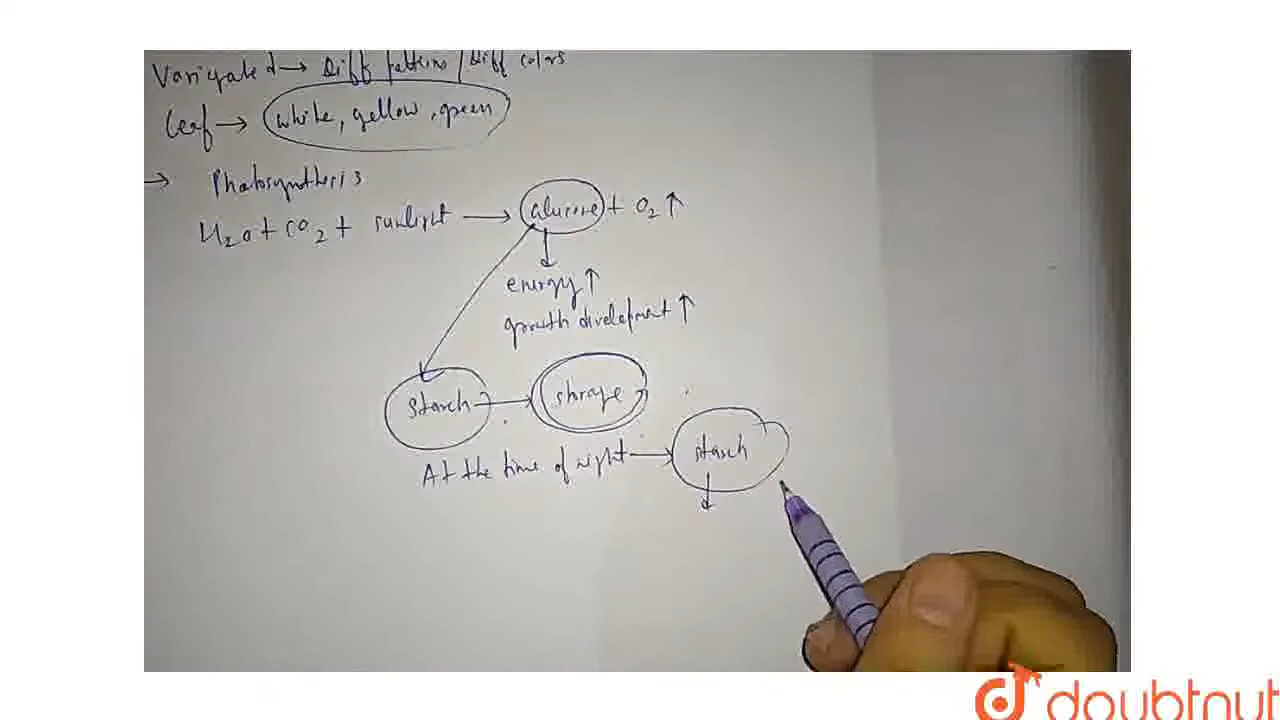 Variyated → Diff patterns / Diff colors
Leaf → white, yellow, green
→ Photosynthesis
H₂O + CO₂ + sunlight → Glucose + O₂ ↑
energy ↑
growth development ↑
Starch → storage
At the time of night → starch
doubtnut